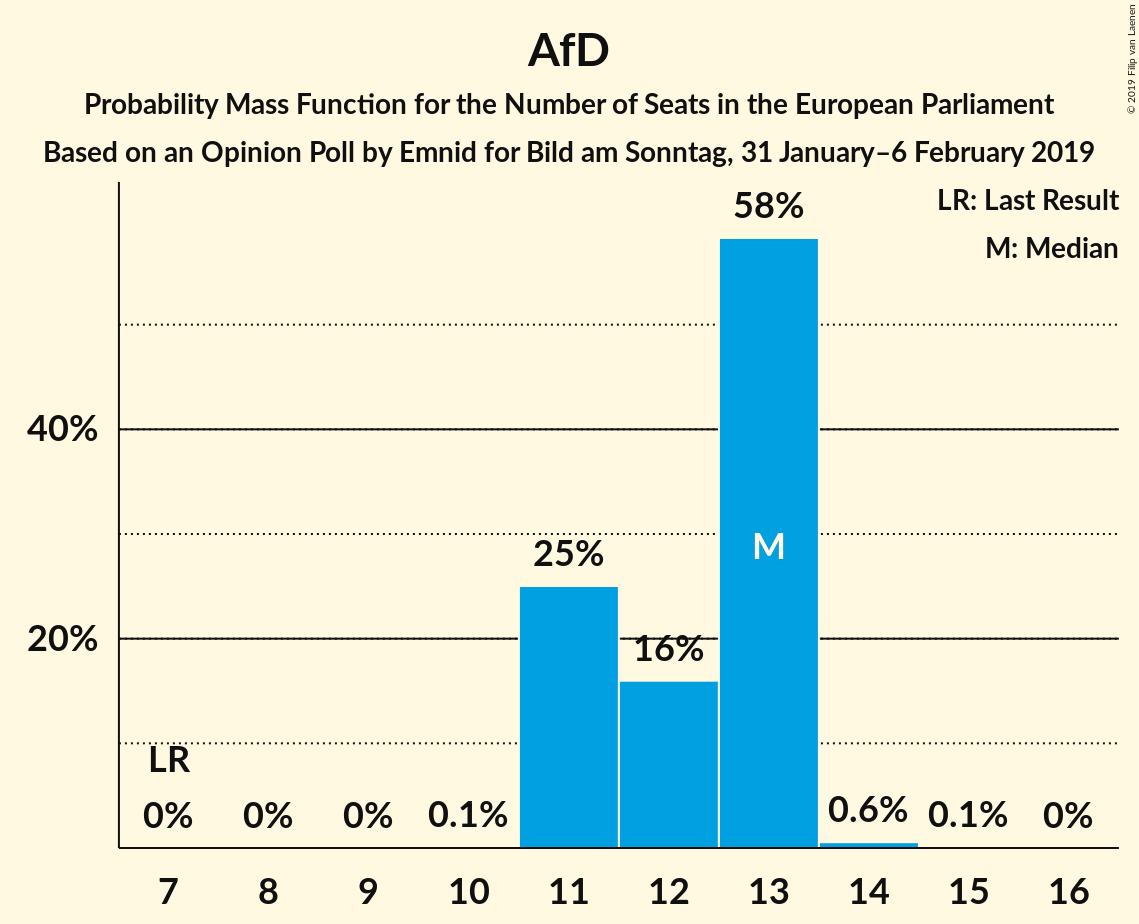 AfD
Probability Mass Function for the Number of Seats in the European Parliament
Based on an Opinion Poll by Emnid for Bild am Sonntag, 31 January–6 February 2019
© 2019 Filip van Laenen
LR: Last Result
M: Median
58%
40%
M
25%
20%
16%
LR
0%
0%
0%
0.1%
0.6%
0.1%
0%
7
8
9
10
11
12
13
14
15
16